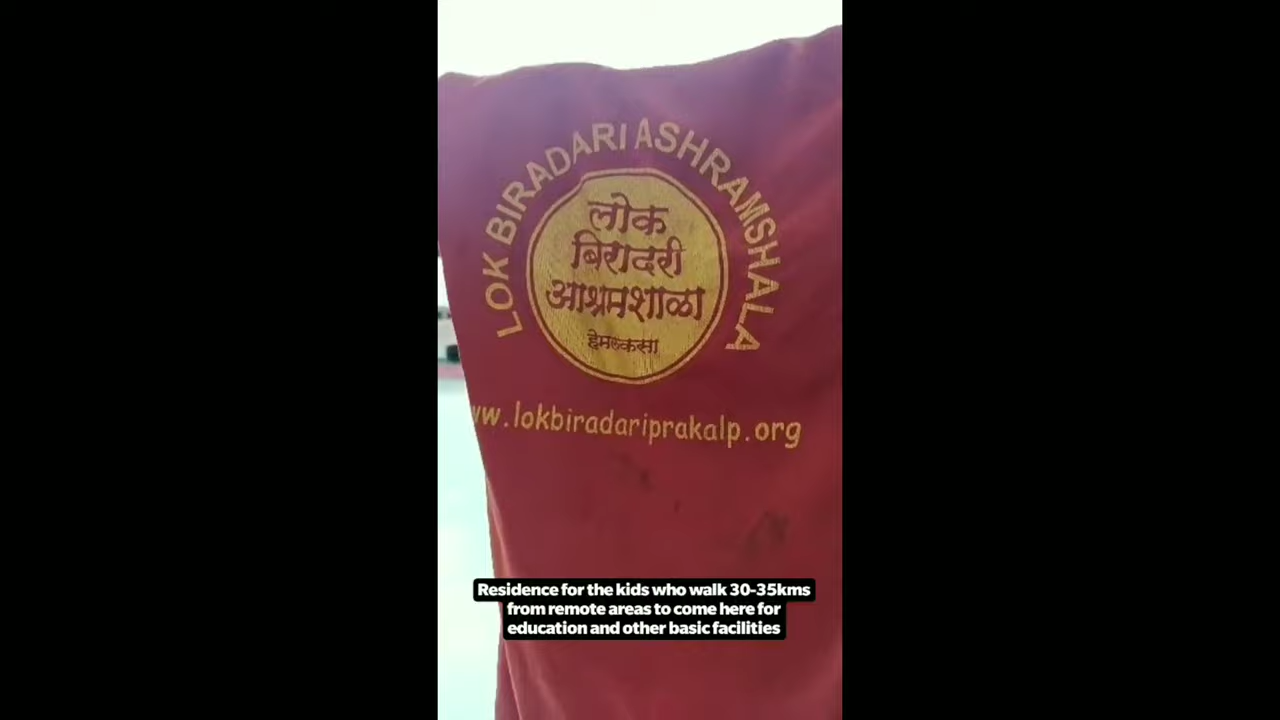 LOK BIRADARI ASHRAMSHALA
लोक
बिरादरी
आश्रमशाळा
हेमलकसा
ww.lokbiradariprakalp.org
Residence for the kids who walk 30-35kms
from remote areas to come here for
education and other basic facilities